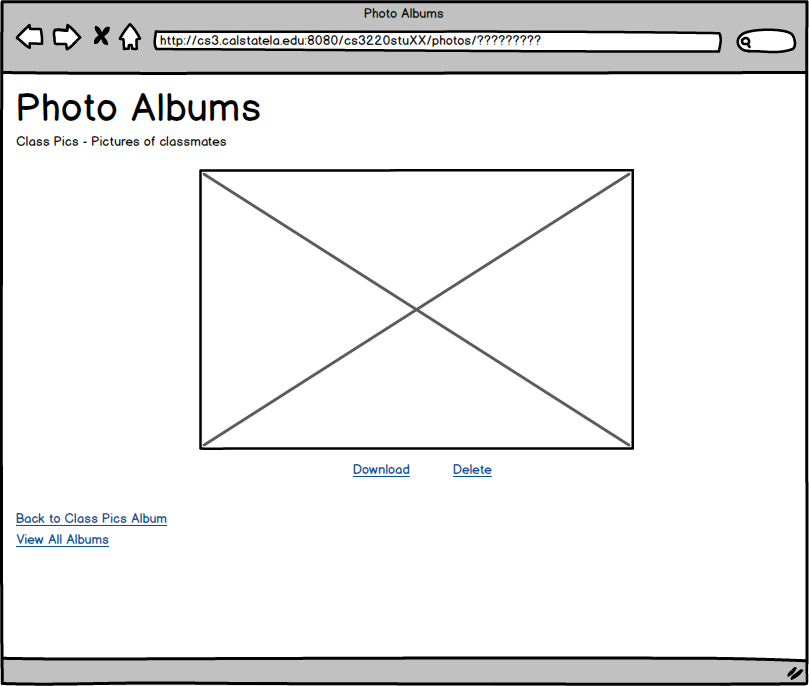 Photo Albums
http://cs3.calstatela.edu:8080/cs3220stuXX/photos/?????????
Photo Albums
Class Pics - Pictures of classmates
Download Delete
Back to Class Pics Album
View All Albums